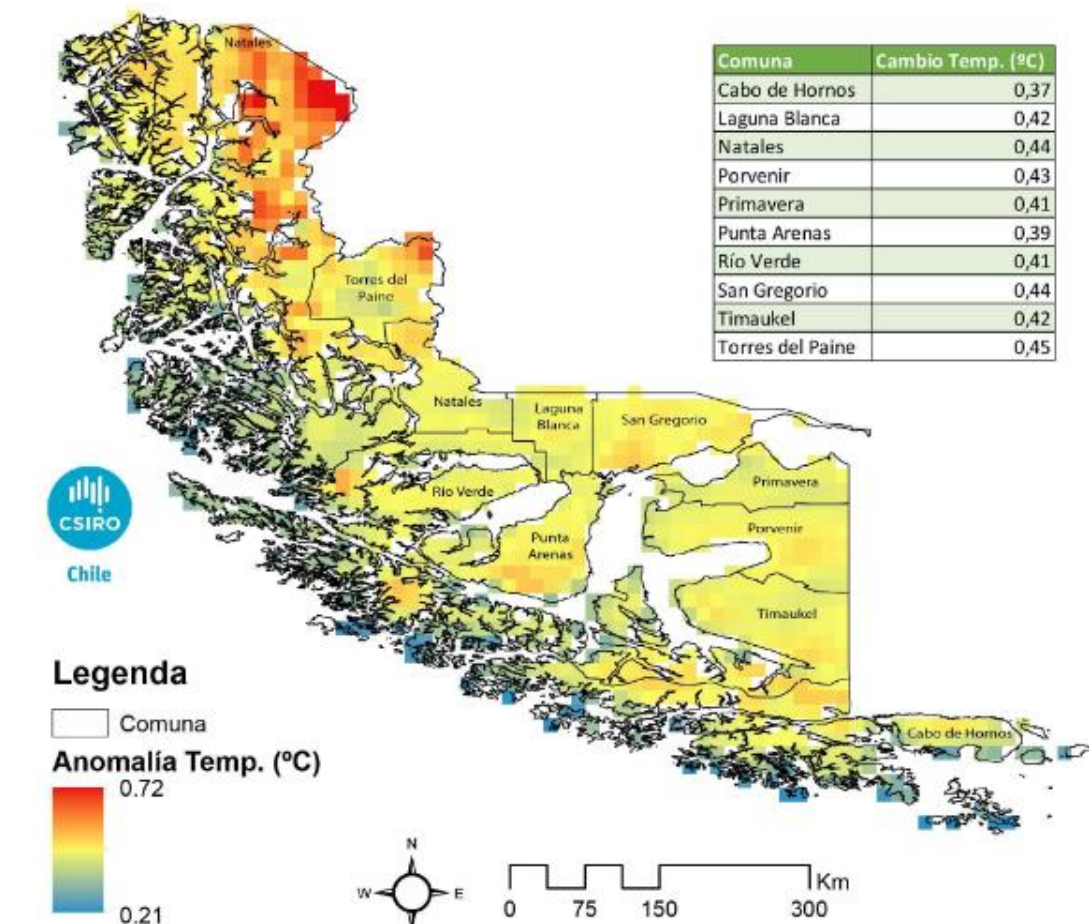 Natales
Comuna Cambio Temp. (ºC)
Cabo de Hornos 0,37
Laguna Blanca 0,42
Natales 0,44
Porvenir 0,43
Primavera 0,41
Punta Arenas 0,39
Río Verde 0,41
San Gregorio 0,44
Timaukel 0,42
Torres del Paine 0,45
Torres del
Paine
Natales
Laguna
Blanca
San Gregorio
Río Verde
Primavera
Punta
Arenas
Porvenir
Timaukel
Cabo de Hornos
CSIRO
Chile
Legenda
Comuna
Anomalía Temp. (ºC)
0.72
0.21
N
W E
Km
0 75 150 300